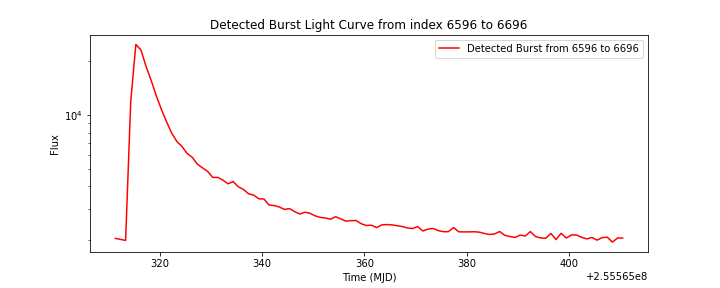 Detected Burst Light Curve from index 6596 to 6696
Detected Burst from 6596 to 6696
10⁴
Flux
320 340 360 380 400
Time (MJD)
+2.55565e8